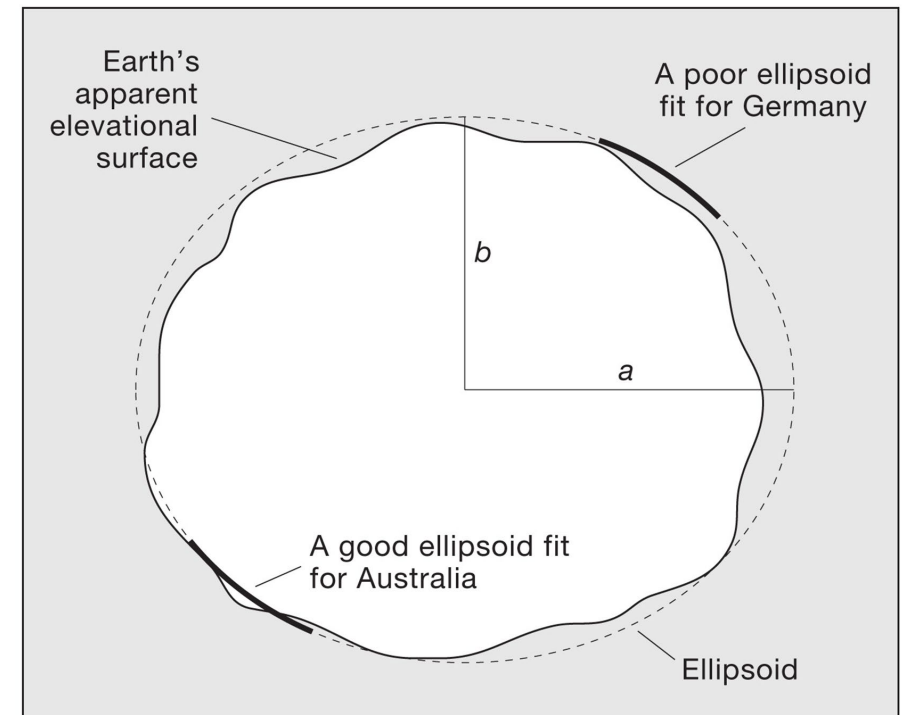 Earth's
apparent
elevational
surface
A poor ellipsoid
fit for Germany
b
a
A good ellipsoid fit
for Australia
Ellipsoid